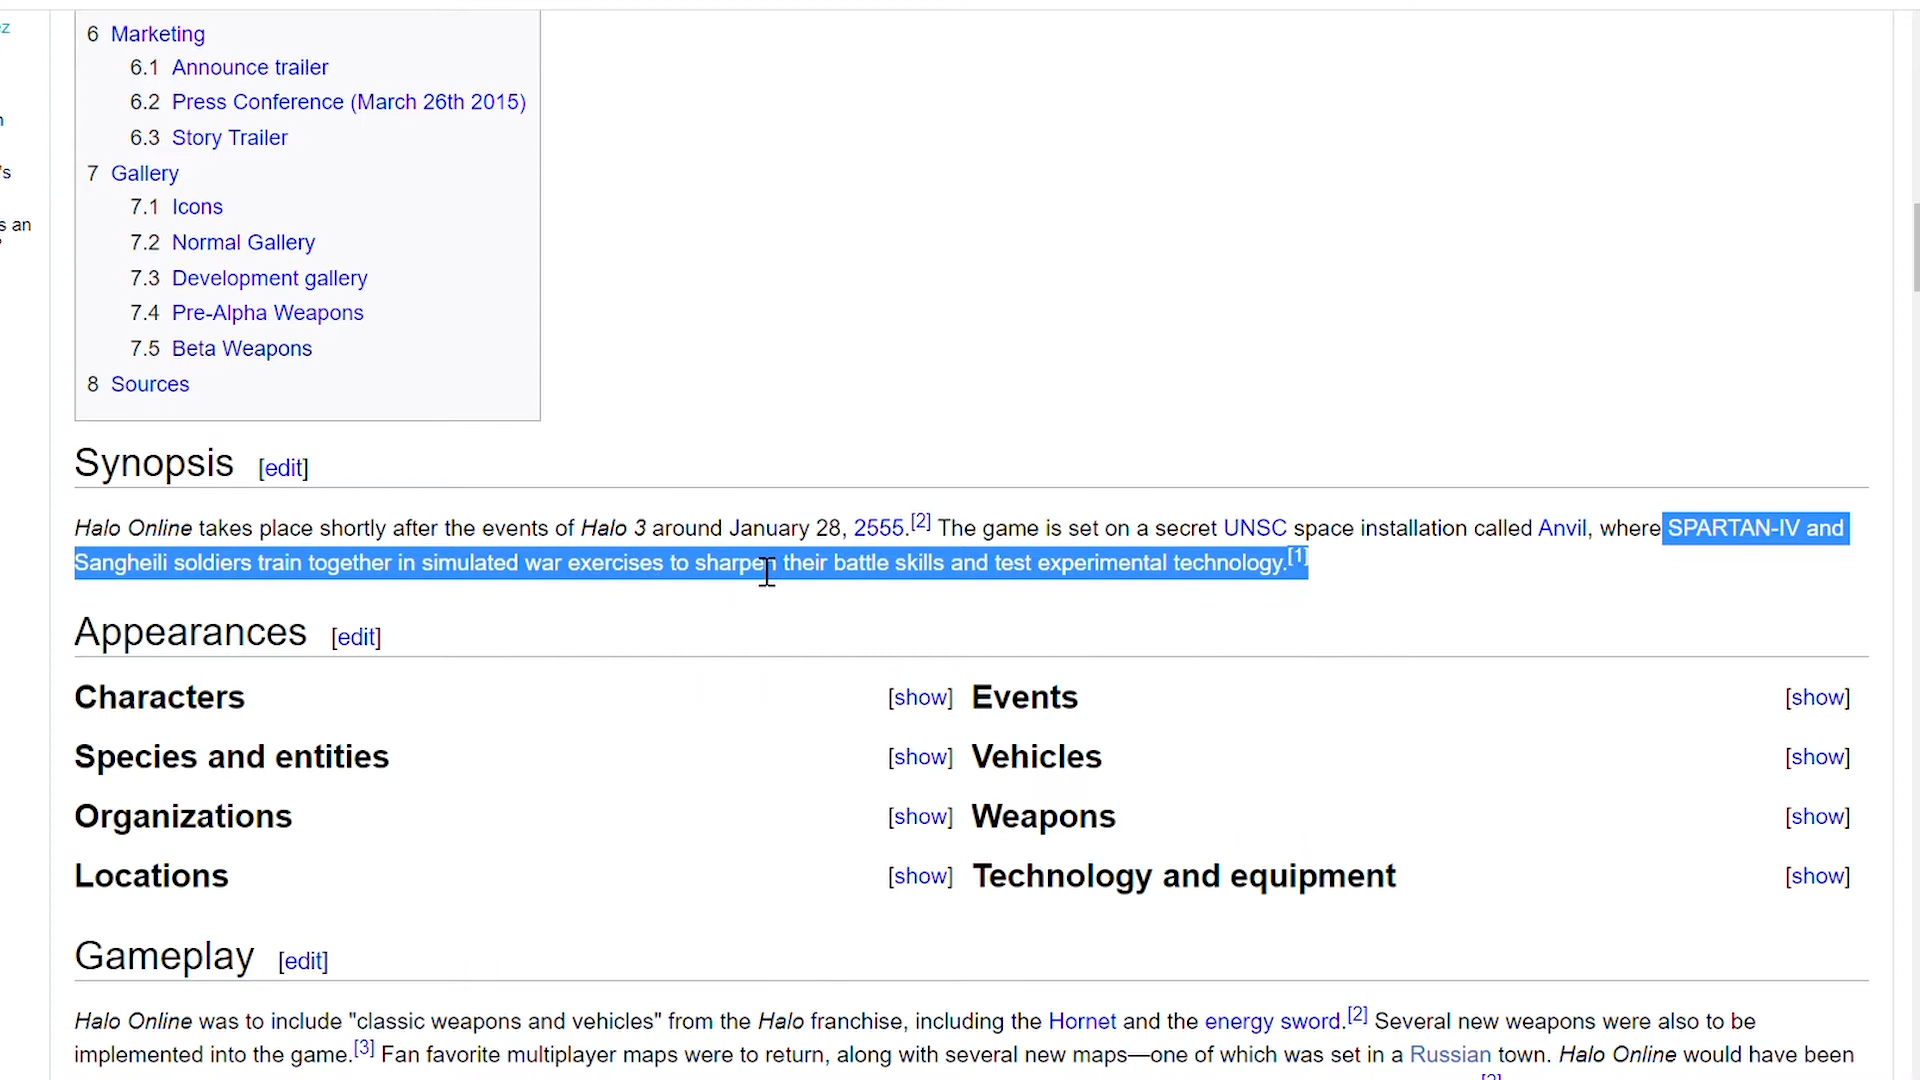 ez
6 Marketing
6.1 Announce trailer
6.2 Press Conference (March 26th 2015)
6.3 Story Trailer
's
7 Gallery
7.1 Icons
s an
7.2 Normal Gallery
7.3 Development gallery
7.4 Pre-Alpha Weapons
7.5 Beta Weapons
8 Sources
Synopsis [edit]
Halo Online takes place shortly after the events of Halo 3 around January 28, 2555.[2] The game is set on a secret UNSC space installation called Anvil, where SPARTAN-IV and
Sangheili soldiers train together in simulated war exercises to sharpen their battle skills and test experimental technology.[1]
Appearances [edit]
Characters [show] Events [show]
Species and entities [show] Vehicles [show]
Organizations [show] Weapons [show]
Locations [show] Technology and equipment [show]
Gameplay [edit]
Halo Online was to include "classic weapons and vehicles" from the Halo franchise, including the Hornet and the energy sword.[2] Several new weapons were also to be
implemented into the game.[3] Fan favorite multiplayer maps were to return, along with several new maps—one of which was set in a Russian town. Halo Online would have been